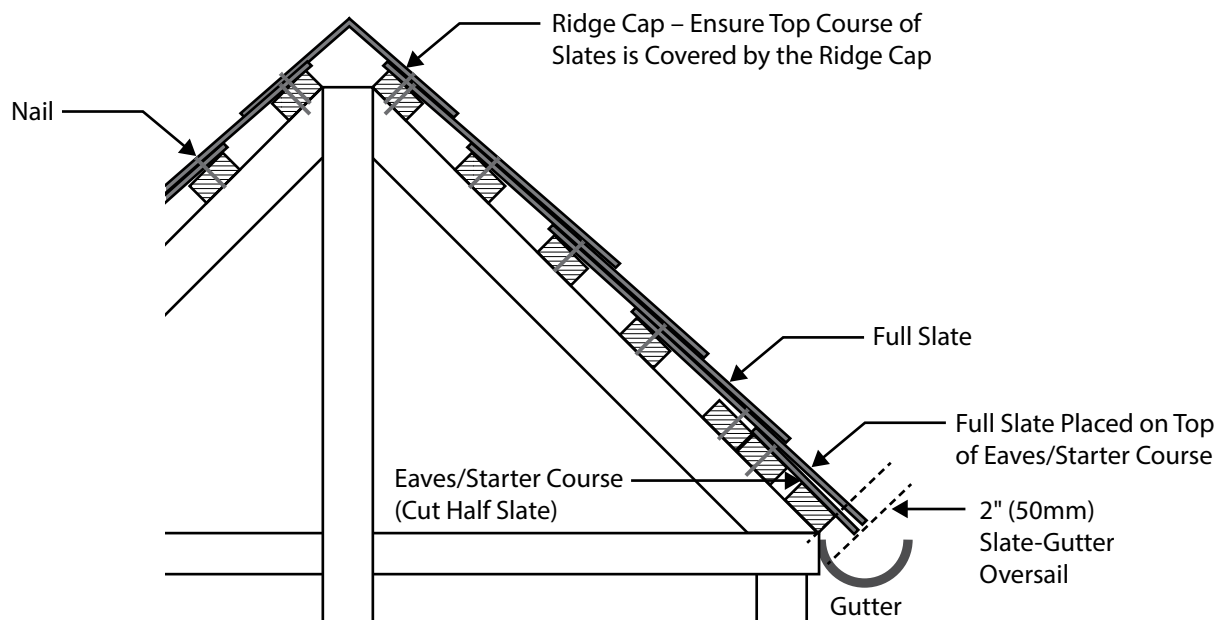 Ridge Cap – Ensure Top Course of
Slates is Covered by the Ridge Cap
Nail
Full Slate
Full Slate Placed on Top
of Eaves/Starter Course
Eaves/Starter Course
(Cut Half Slate)
2" (50mm)
Slate-Gutter
Oversail
Gutter